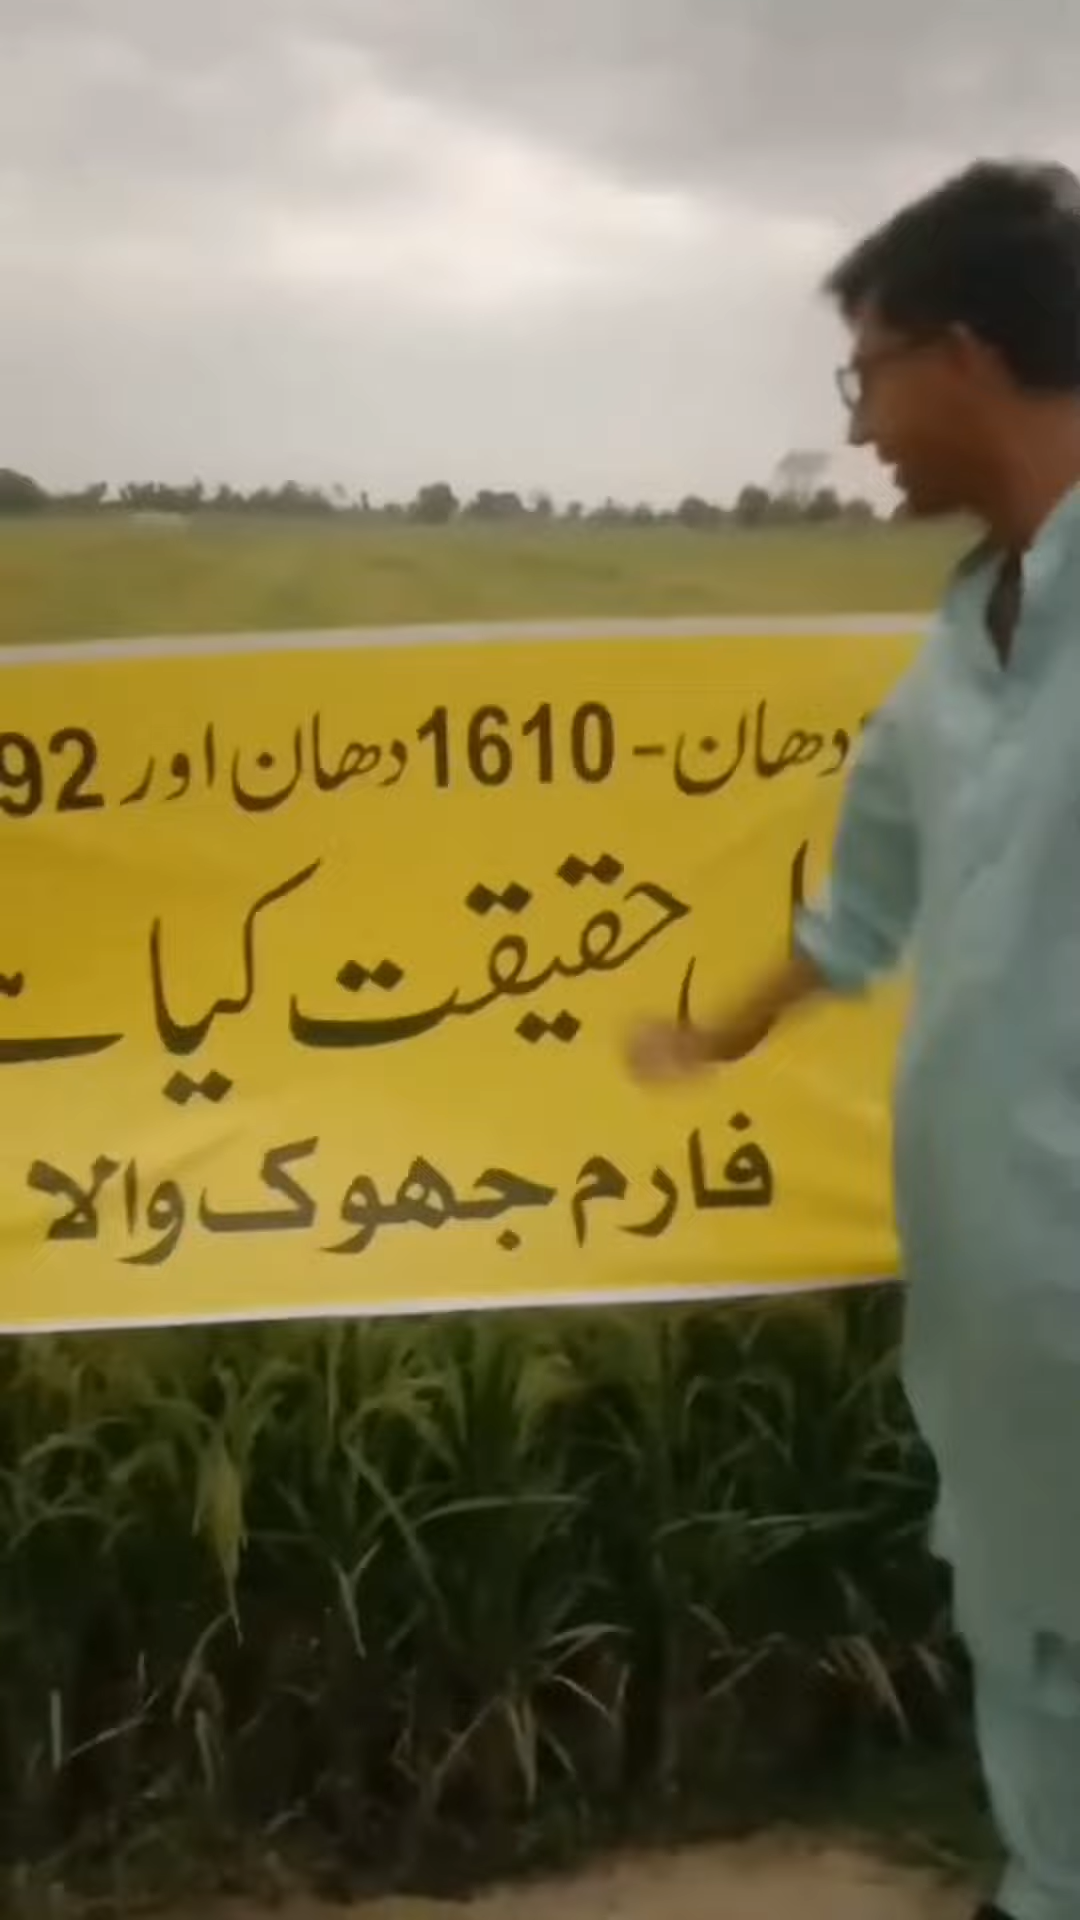 دھان - 1610 دھان اور 92
حقیقت کیا
فارم جھوک والا